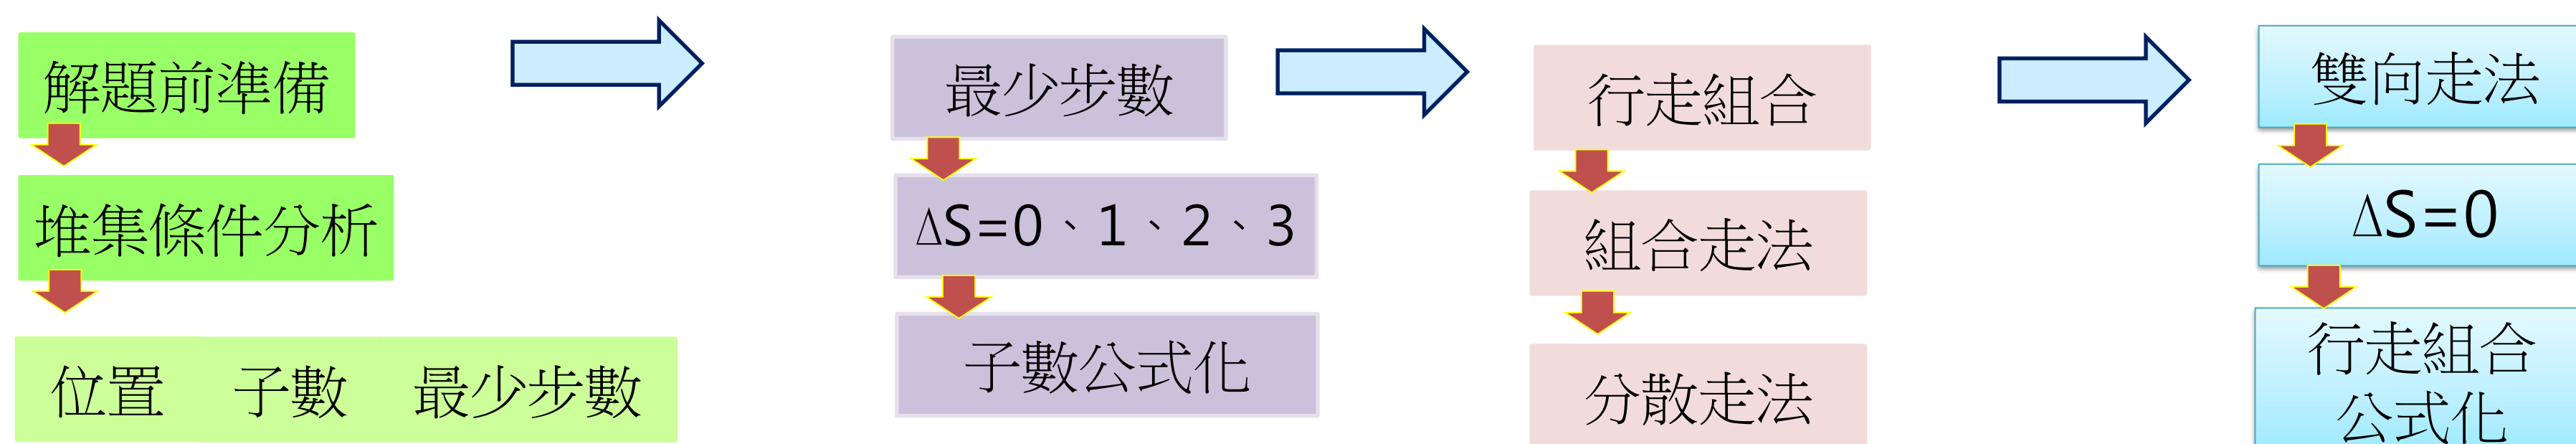 解題前準備
堆集條件分析
位置 子數 最少步數
最少步數
ΔS=0、1、2、3
子數公式化
行走組合
組合走法
分散走法
雙向走法
ΔS=0
行走組合
公式化